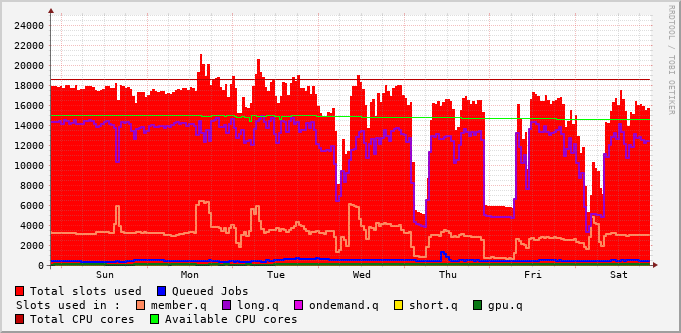 24000
22000
20000
18000
16000
14000
12000
10000
8000
6000
4000
2000
0
Sun Mon Tue Wed Thu Fri Sat
RRDTOOL / TOBI OETIKER
Total slots used Queued Jobs
Slots used in : member.q long.q ondemand.q short.q gpu.q
Total CPU cores Available CPU cores